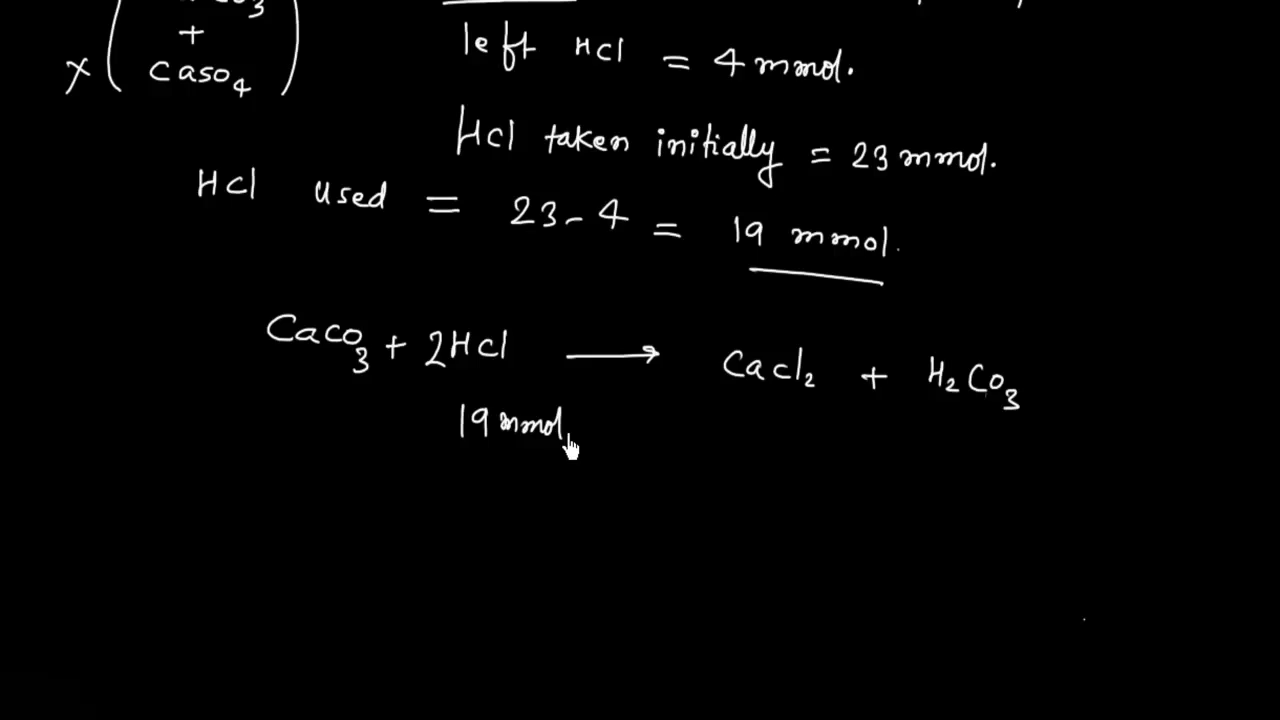 +
CaSO4
left HCl = 4 mmol.
HCl taken initially = 23 mmol.
HCl used = 23 - 4 = 19 mmol.
CaCO3 + 2HCl ⟶ CaCl2 + H2CO3
19 mmol